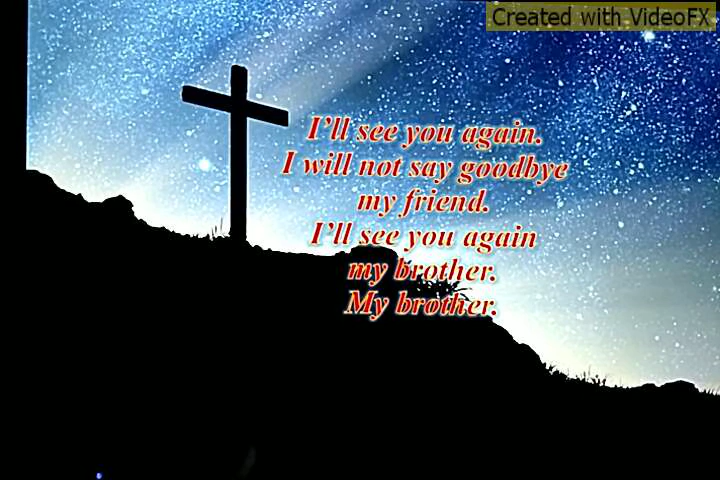 Created with VideoFX
I'll see you again.
I will not say goodbye
my friend.
I'll see you again
my brother.
My brother.